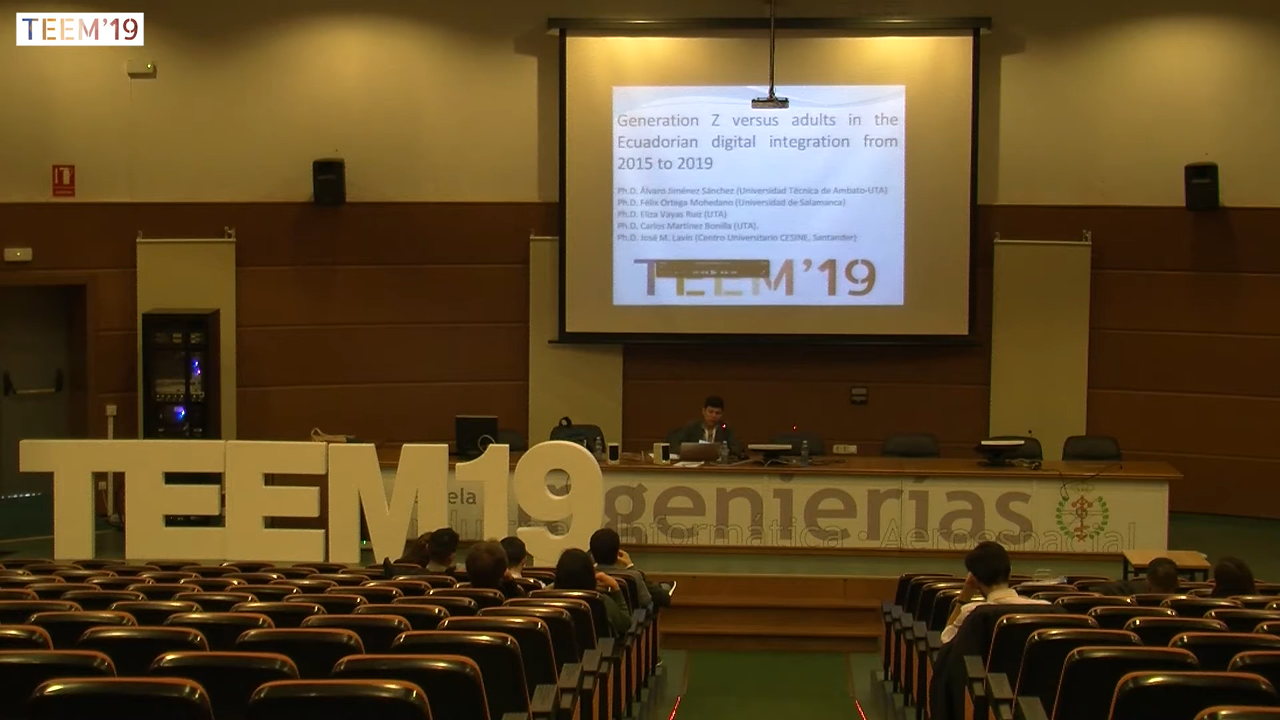 TEEM'19
Generation Z versus adults in the
Ecuadorian digital integration from
2015 to 2019
Ph.D. Álvaro Jiménez Sánchez (Universidad Técnica de Ambato-UTA)
Ph.D. Félix Ortega Mohedano (Universidad de Salamanca)
Ph.D. Eliza Vayas Ruiz (UTA)
Ph.D. Carlos Martínez Bonilla (UTA).
Ph.D. José M. Lavín (Centro Universitario CESINE, Santander)
TEEM'19
TEEM19
ela
genierías
Informática - Aeroespacial